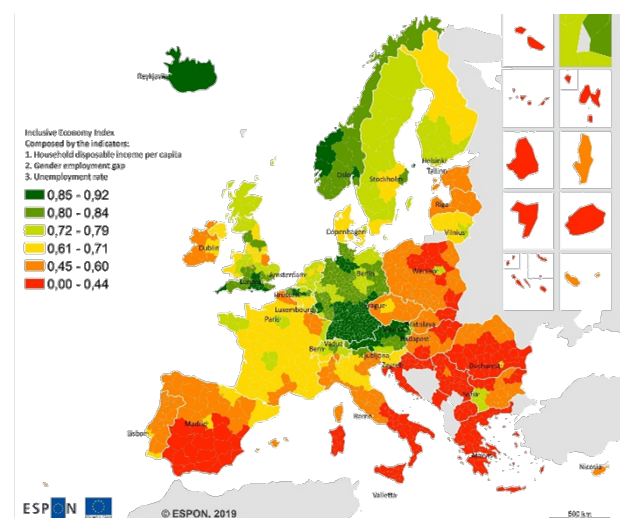 Reykjavik
Inclusive Economy Index
Composed by the indicators:
1. Household disposable income per capita
2. Gender employment gap
3. Unemployment rate
0,85 - 0,92
0,80 - 0,84
0,72 - 0,79
0,61 - 0,71
0,45 - 0,60
0,00 - 0,44
Oslo
Helsinki
Tallinn
Stockholm
Riga
Copenhagen
Vilnius
Dublin
Amsterdam
Berlin
London
Warsaw
Luxembourg
Prague
Paris
Bratislava
Vaduz
Budapest
Bern
Ljubljana
Zagreb
Bucharest
Sofia
Madrid
Rome
Lisbon
Nicosia
Valletta
ESPON
© ESPON, 2019
500 km